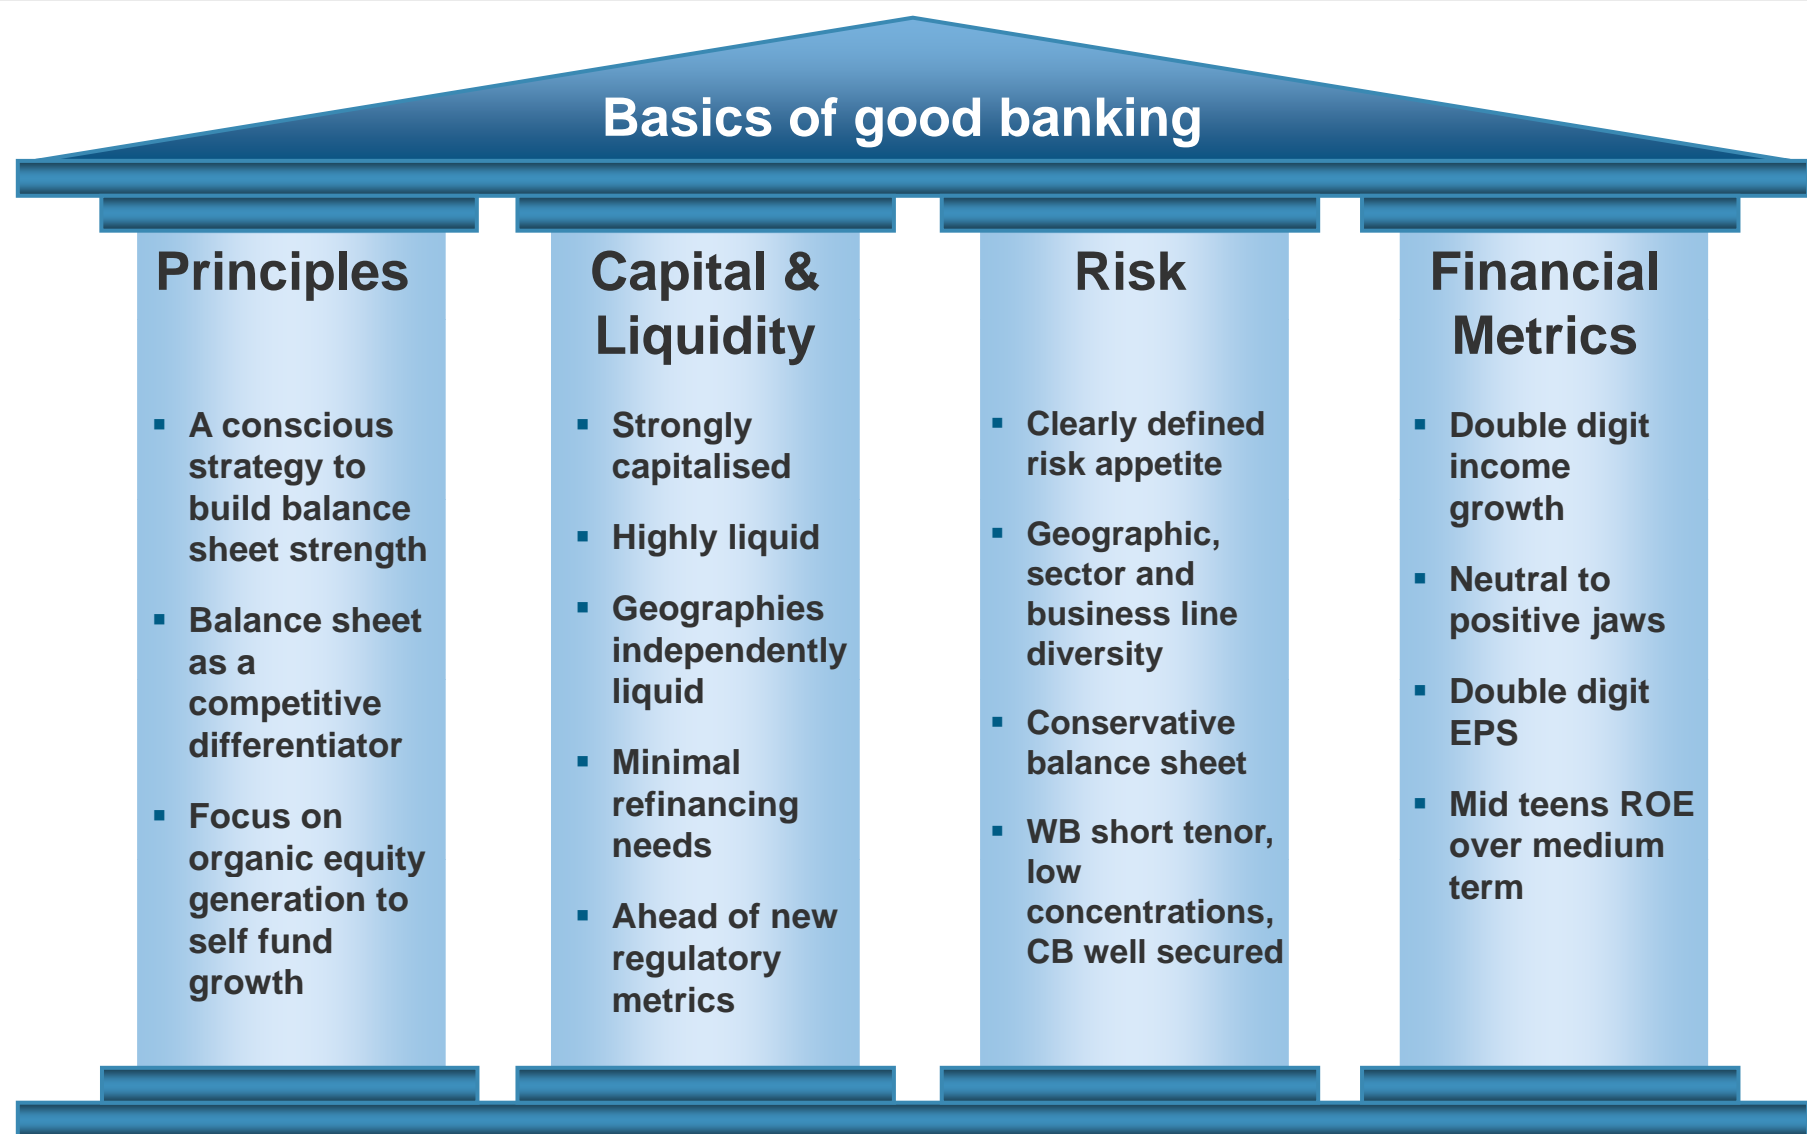 Basics of good banking
Principles
▪ A conscious
strategy to
build balance
sheet strength
▪ Balance sheet
as a
competitive
differentiator
▪ Focus on
organic equity
generation to
self fund
growth
Capital &
Liquidity
▪ Strongly
capitalised
▪ Highly liquid
▪ Geographies
independently
liquid
▪ Minimal
refinancing
needs
▪ Ahead of new
regulatory
metrics
Risk
▪ Clearly defined
risk appetite
▪ Geographic,
sector and
business line
diversity
▪ Conservative
balance sheet
▪ WB short tenor,
low
concentrations,
CB well secured
Financial
Metrics
▪ Double digit
income
growth
▪ Neutral to
positive jaws
▪ Double digit
EPS
▪ Mid teens ROE
over medium
term